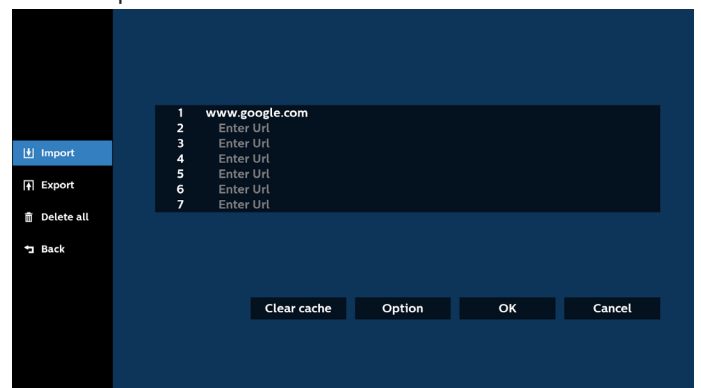 Import
Export
Delete all
Back
1 www.google.com
2 Enter Url
3 Enter Url
4 Enter Url
5 Enter Url
6 Enter Url
7 Enter Url
Clear cache Option OK Cancel